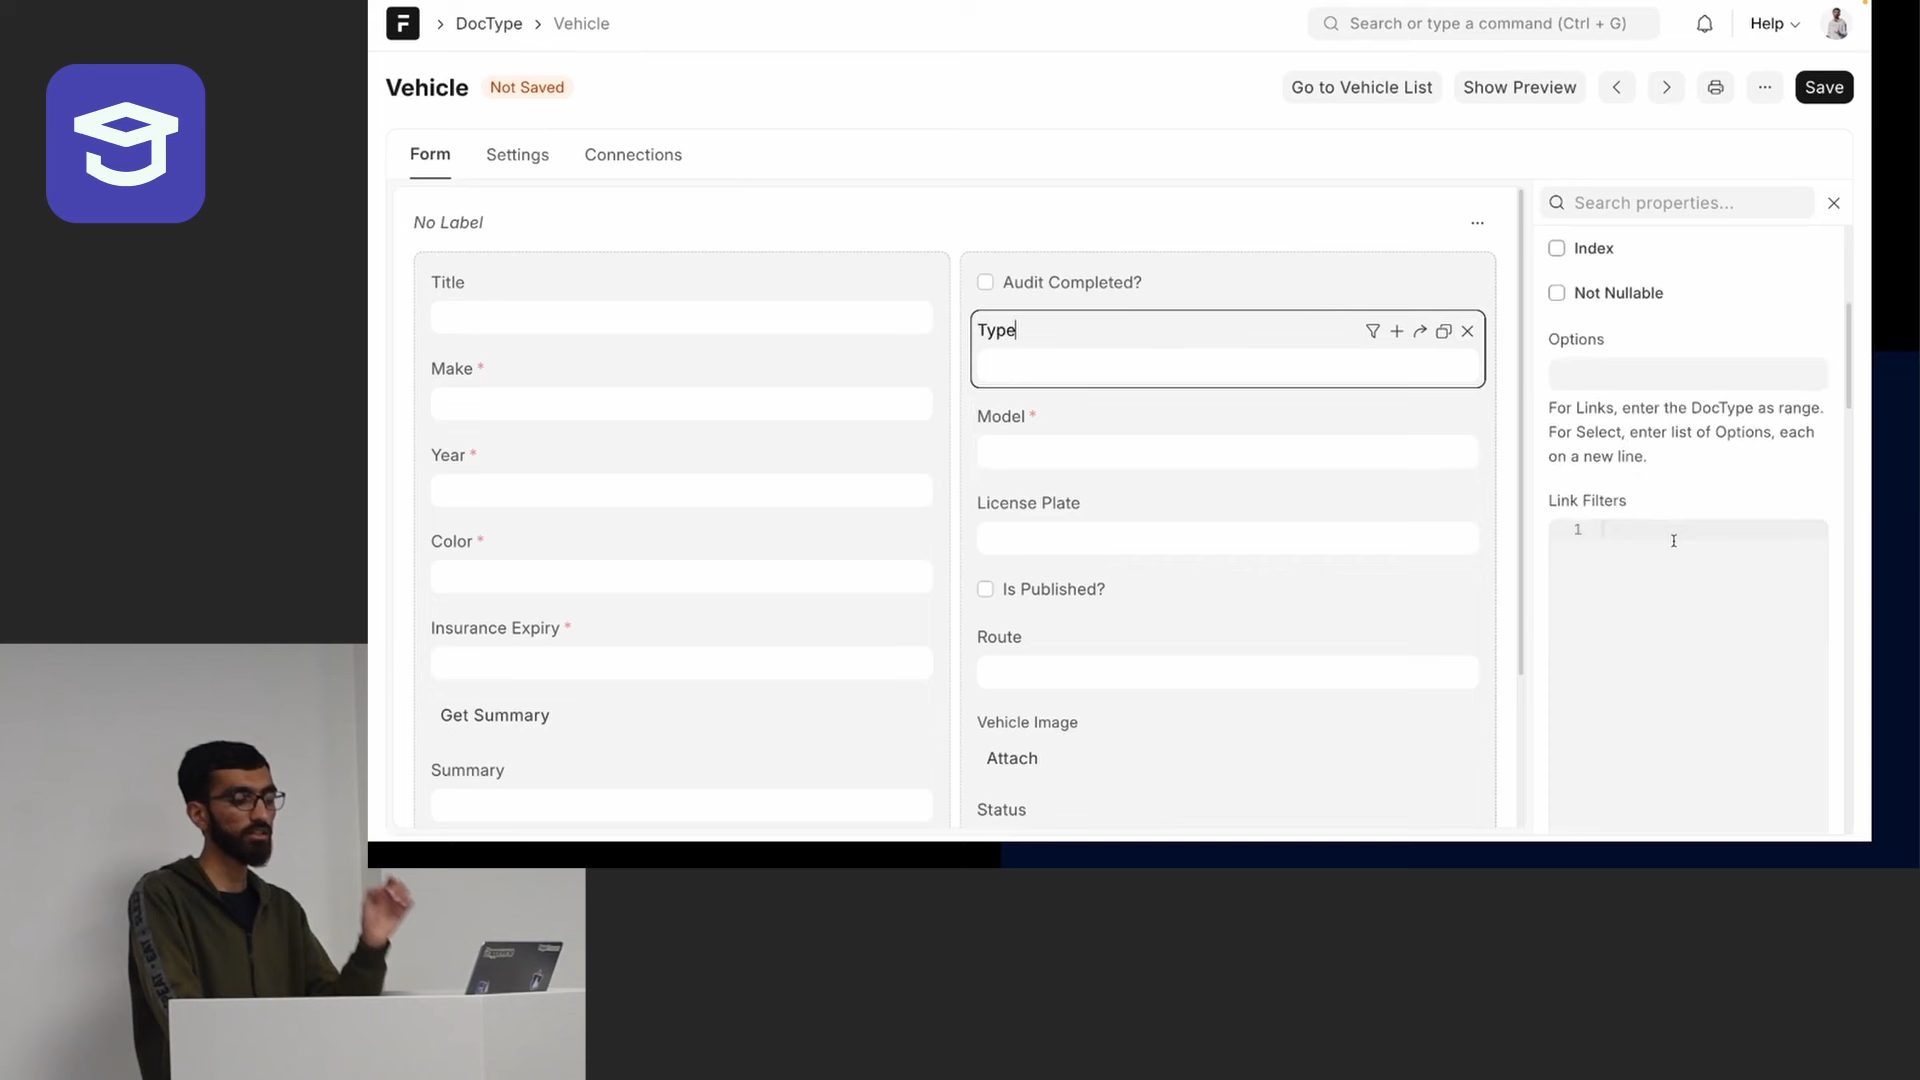 DocType
Vehicle
Search or type a command (Ctrl + G)
Help
Vehicle
Not Saved
Go to Vehicle List
Show Preview
...
Save
Form
Settings
Connections
No Label
...
Title
Make *
Year *
Color *
Insurance Expiry *
Get Summary
Summary
Audit Completed?
Type
Model *
License Plate
Is Published?
Route
Vehicle Image
Attach
Status
Search properties...
Index
Not Nullable
Options
For Links, enter the DocType as range.
For Select, enter list of Options, each
on a new line.
Link Filters
1